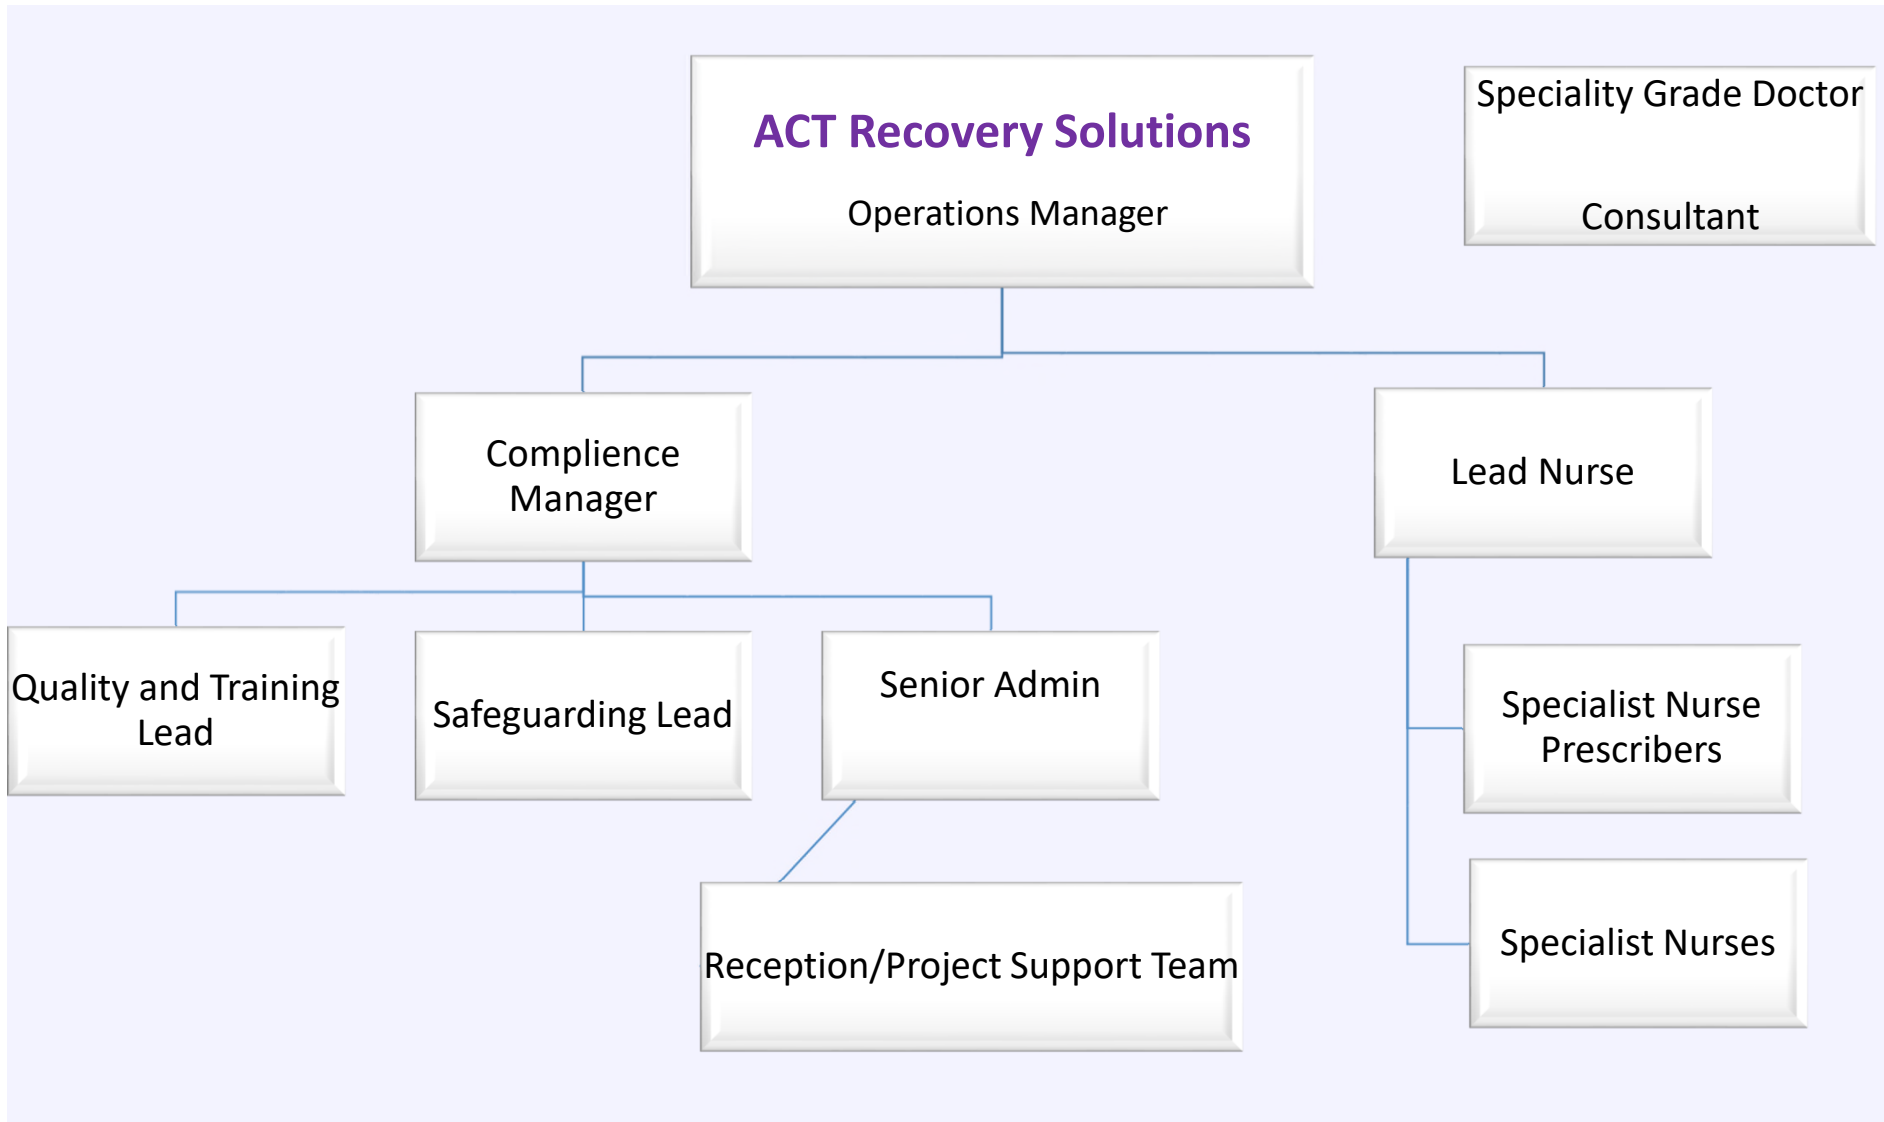 ACT Recovery Solutions
Operations Manager
Speciality Grade Doctor
Consultant
Complience
Manager
Lead Nurse
Quality and Training
Lead
Safeguarding Lead
Senior Admin
Specialist Nurse
Prescribers
Reception/Project Support Team
Specialist Nurses